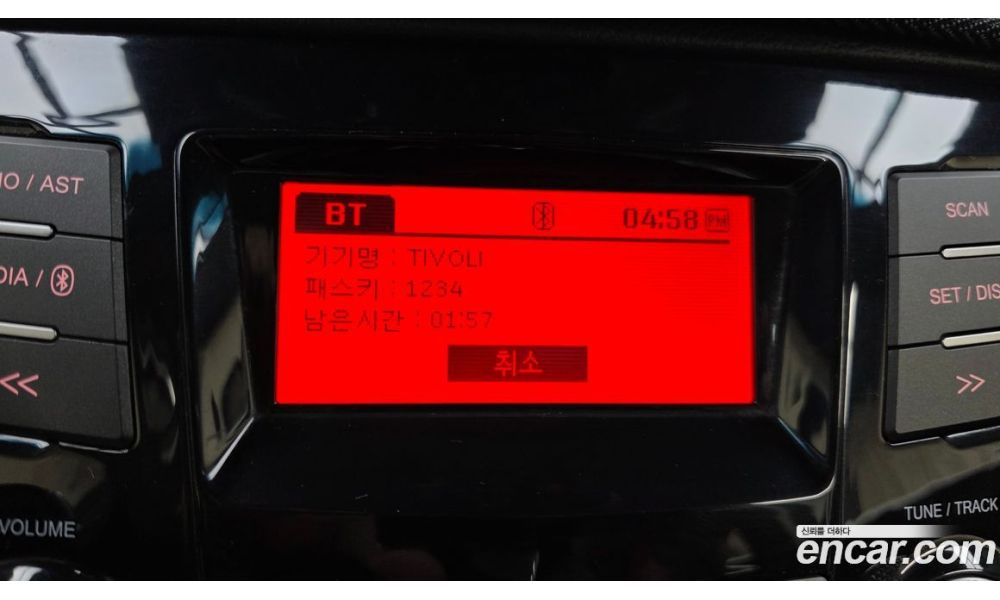 IO / AST
DIA /
<<
VOLUME
BT
04:58 PM
기기명 : TIVOLI
패스키 : 1234
남은시간 : 01:57
취소
SCAN
SET / DIS
>>
TUNE / TRACK
신뢰를 더하다
encar.com